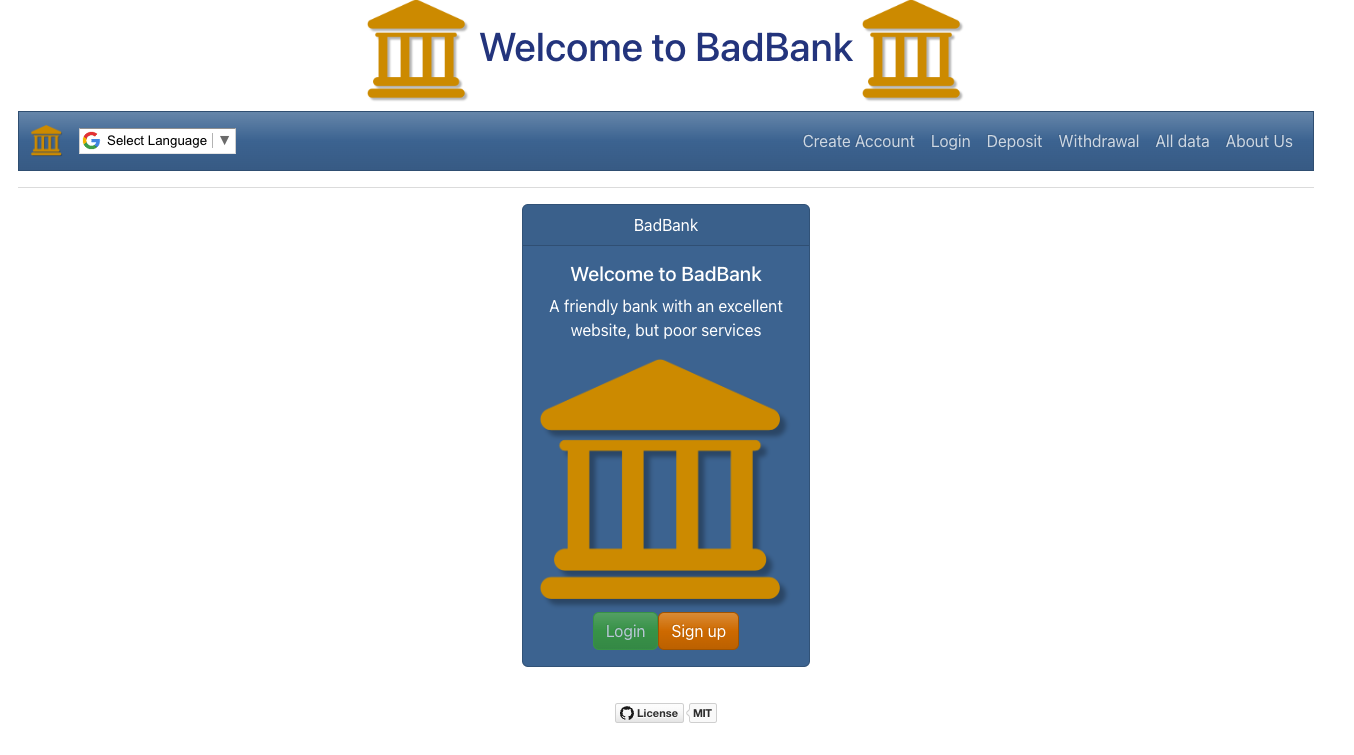 Welcome to BadBank
Select Language ▼
Create Account Login Deposit Withdrawal All data About Us
BadBank
Welcome to BadBank
A friendly bank with an excellent
website, but poor services
Login Sign up
License MIT